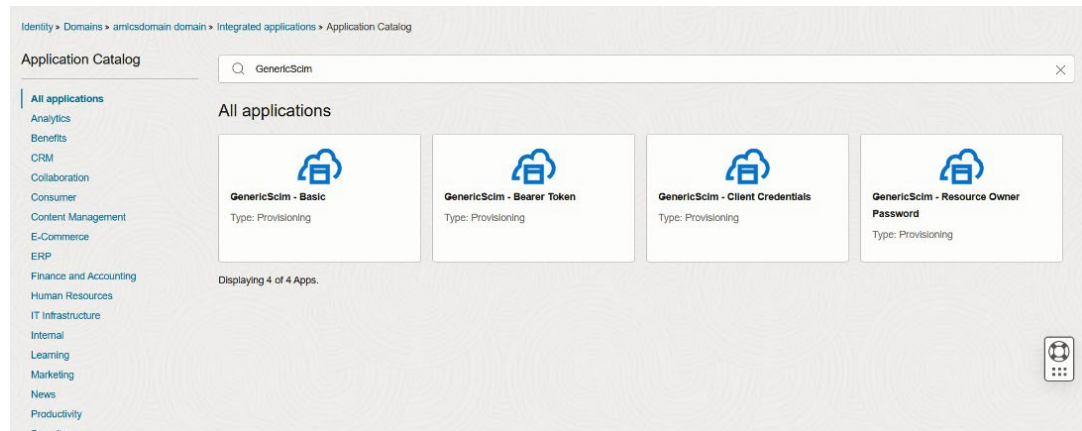 Identity » Domains » amicsdomain domain » Integrated applications » Application Catalog
Application Catalog
All applications
Analytics
Benefits
CRM
Collaboration
Consumer
Content Management
E-Commerce
ERP
Finance and Accounting
Human Resources
IT Infrastructure
Internal
Learning
Marketing
News
Productivity
GenericScim
All applications
GenericScim - Basic
Type: Provisioning
GenericScim - Bearer Token
Type: Provisioning
GenericScim - Client Credentials
Type: Provisioning
GenericScim - Resource Owner
Password
Type: Provisioning
Displaying 4 of 4 Apps.